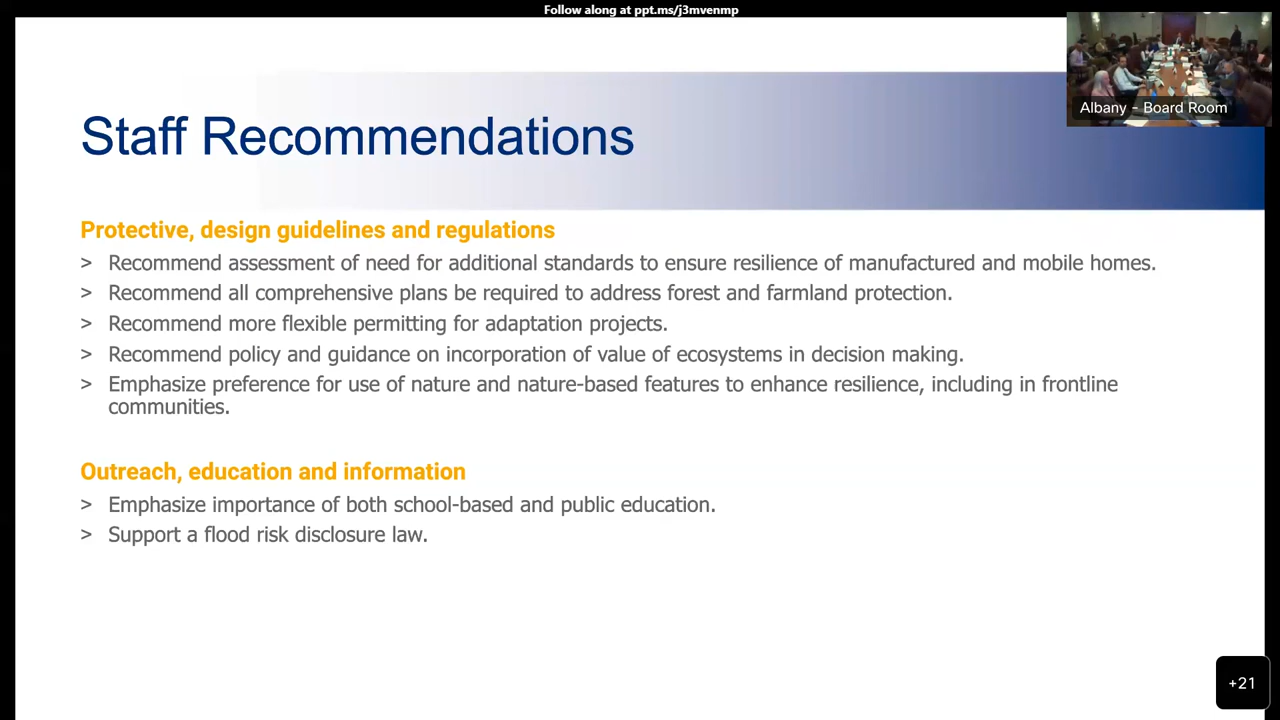 Follow along at ppt.ms/j3mvenmp
Albany - Board Room
Staff Recommendations
Protective, design guidelines and regulations
> Recommend assessment of need for additional standards to ensure resilience of manufactured and mobile homes.
> Recommend all comprehensive plans be required to address forest and farmland protection.
> Recommend more flexible permitting for adaptation projects.
> Recommend policy and guidance on incorporation of value of ecosystems in decision making.
> Emphasize preference for use of nature and nature-based features to enhance resilience, including in frontline
communities.
Outreach, education and information
> Emphasize importance of both school-based and public education.
> Support a flood risk disclosure law.
+21